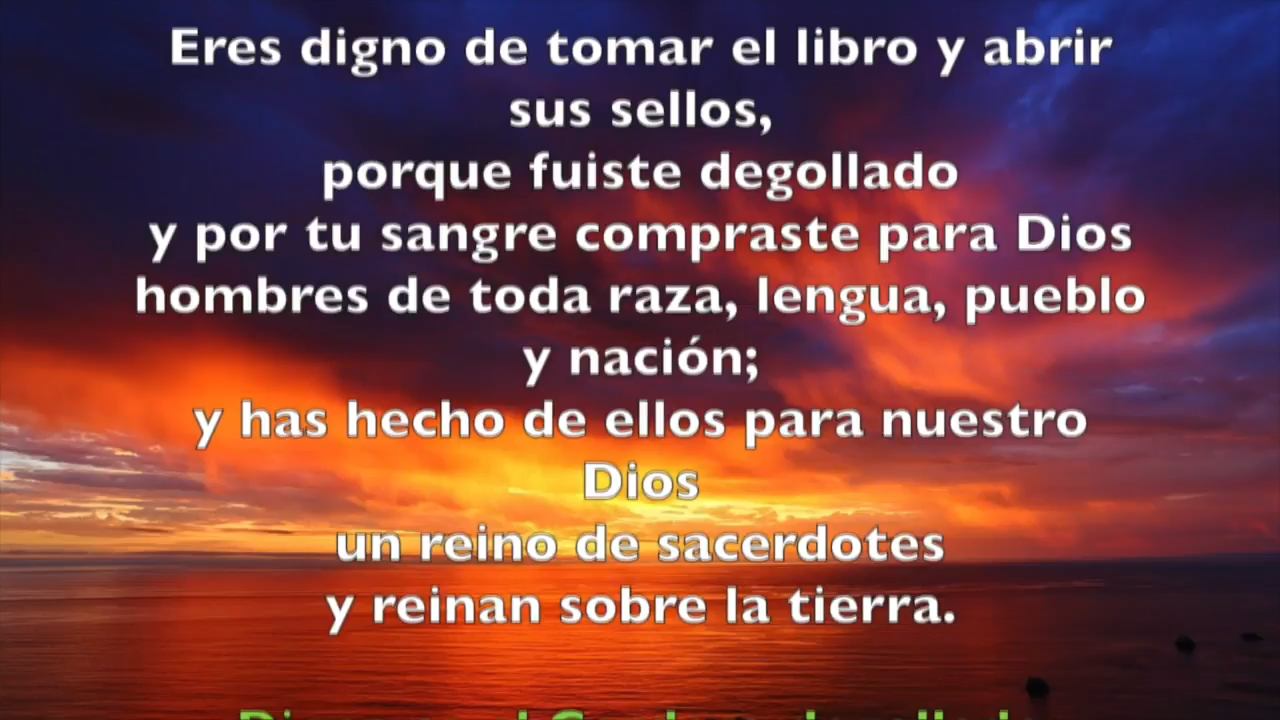 Eres digno de tomar el libro y abrir
sus sellos,
porque fuiste degollado
y por tu sangre compraste para Dios
hombres de toda raza, lengua, pueblo
y nación;
y has hecho de ellos para nuestro
Dios
un reino de sacerdotes
y reinan sobre la tierra.